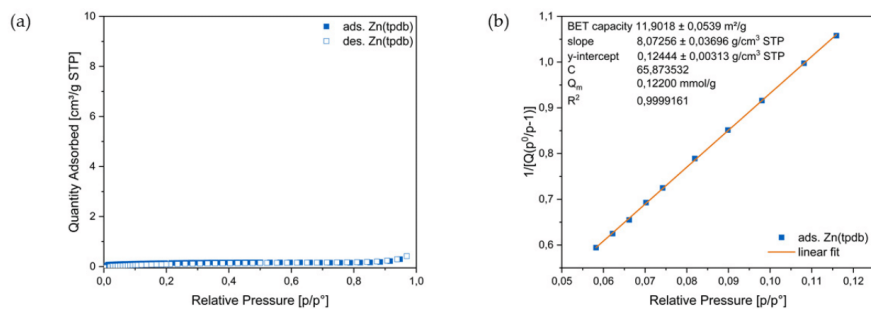 (a)
ads. Zn(tpdb)
des. Zn(tpdb)
Quantity Adsorbed [cm³/g STP]
10
8
6
4
2
0
0,0
0,2
0,4
0,6
0,8
1,0
Relative Pressure [p/p°]
(b)
BET capacity 11,9018 ± 0,0539 m²/g
slope 8,07256 ± 0,03696 g/cm³ STP
y-intercept 0,12444 ± 0,00313 g/cm³ STP
C 65,873532
Qm 0,12200 mmol/g
R² 0,9999161
1/[Q(p⁰/p-1)]
1,1
1,0
0,9
0,8
0,7
0,6
ads. Zn(tpdb)
linear fit
0,05
0,06
0,07
0,08
0,09
0,10
0,11
0,12
Relative Pressure [p/p°]